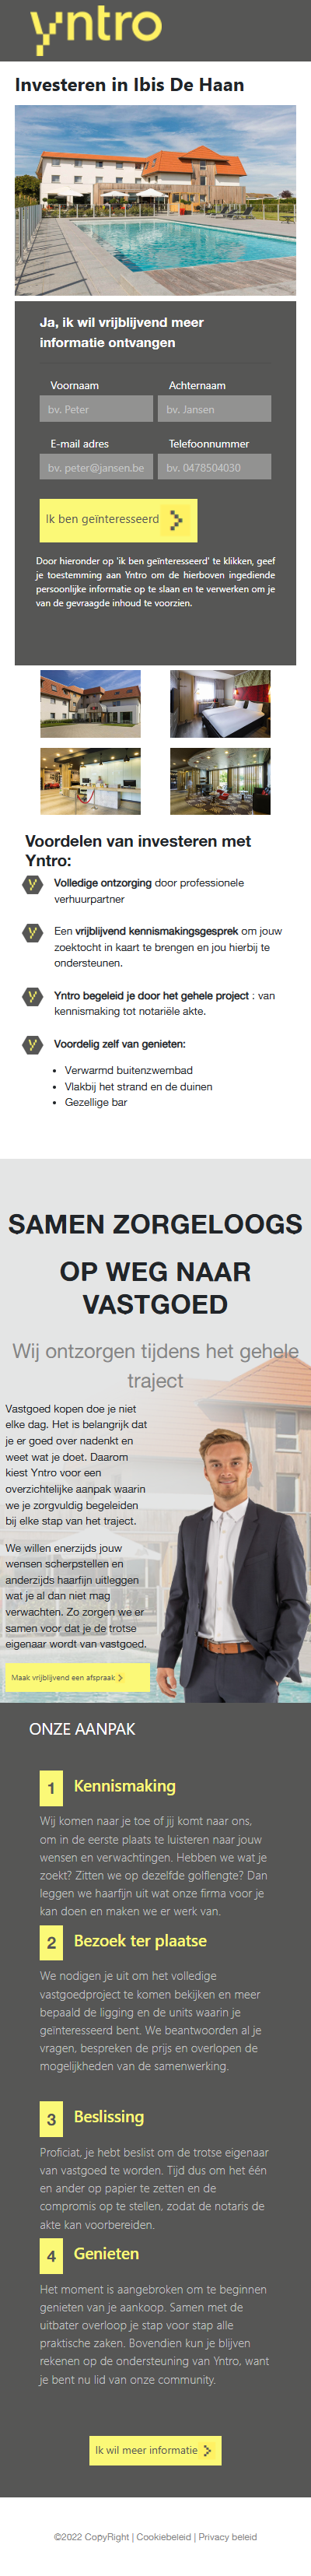 yntro
Investeren in Ibis De Haan
Ja, ik wil vrijblijvend meer
informatie ontvangen
Voornaam
Achternaam
bv. Peter
bv. Jansen
E-mail adres
Telefoonnummer
bv. peter@jansen.be
bv. 0478504030
Ik ben geïnteresseerd
Door hieronder op 'ik ben geïnteresseerd' te klikken, geef
je toestemming aan Yntro om de hierboven ingediende
persoonlijke informatie op te slaan en te verwerken om je
van de gevraagde inhoud te voorzien.
Voordelen van investeren met
Yntro:
Volledige ontzorging door professionele
verhuurpartner
Een vrijblijvend kennismakingsgesprek om jouw
zoektocht in kaart te brengen en jou hierbij te
ondersteunen.
Yntro begeleid je door het gehele project : van
kennismaking tot notariële akte.
Voordelig zelf van genieten:
• Verwarmd buitenzwembad
• Vlakbij het strand en de duinen
• Gezellige bar
SAMEN ZORGELOOGS
OP WEG NAAR
VASTGOED
Wij ontzorgen tijdens het gehele
traject
Vastgoed kopen doe je niet
elke dag. Het is belangrijk dat
je er goed over nadenkt en
weet wat je doet. Daarom
kiest Yntro voor een
overzichtelijke aanpak waarin
we je zorgvuldig begeleiden
bij elke stap van het traject.
We willen enerzijds jouw
wensen scherpstellen en
anderzijds haarfijn uitleggen
wat je al dan niet mag
verwachten. Zo zorgen we er
samen voor dat je de trotse
eigenaar wordt van vastgoed.
Maak vrijblijvend een afspraak
ONZE AANPAK
1 Kennismaking
Wij komen naar je toe of jij komt naar ons,
om in de eerste plaats te luisteren naar jouw
wensen en verwachtingen. Hebben we wat je
zoekt? Zitten we op dezelfde golflengte? Dan
leggen we haarfijn uit wat onze firma voor je
kan doen en maken we er werk van.
2 Bezoek ter plaatse
We nodigen je uit om het volledige
vastgoedproject te komen bekijken en meer
bepaald de ligging en de units waarin je
geïnteresseerd bent. We beantwoorden al je
vragen, bespreken de prijs en overlopen de
mogelijkheden van de samenwerking.
3 Beslissing
Proficiat, je hebt beslist om de trotse eigenaar
van vastgoed te worden. Tijd dus om het één
en ander op papier te zetten en de
compromis op te stellen, zodat de notaris de
akte kan voorbereiden.
4 Genieten
Het moment is aangebroken om te beginnen
genieten van je aankoop. Samen met de
uitbater overloop je stap voor stap alle
praktische zaken. Bovendien kun je blijven
rekenen op de ondersteuning van Yntro, want
je bent nu lid van onze community.
Ik wil meer informatie
©2022 CopyRight | Cookiebeleid | Privacy beleid